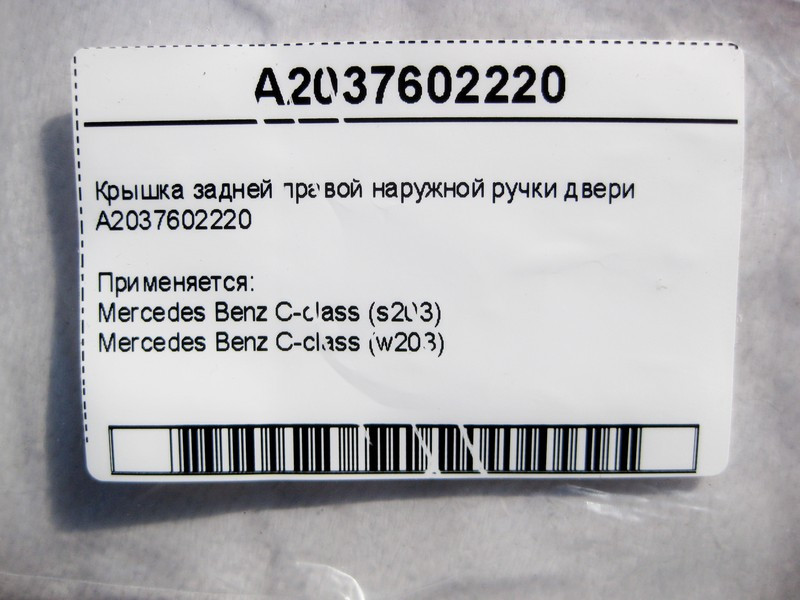 A2037602220
Крышка задней правой наружной ручки двери
A2037602220
Применяется:
Mercedes Benz C-class (s203)
Mercedes Benz C-class (w203)